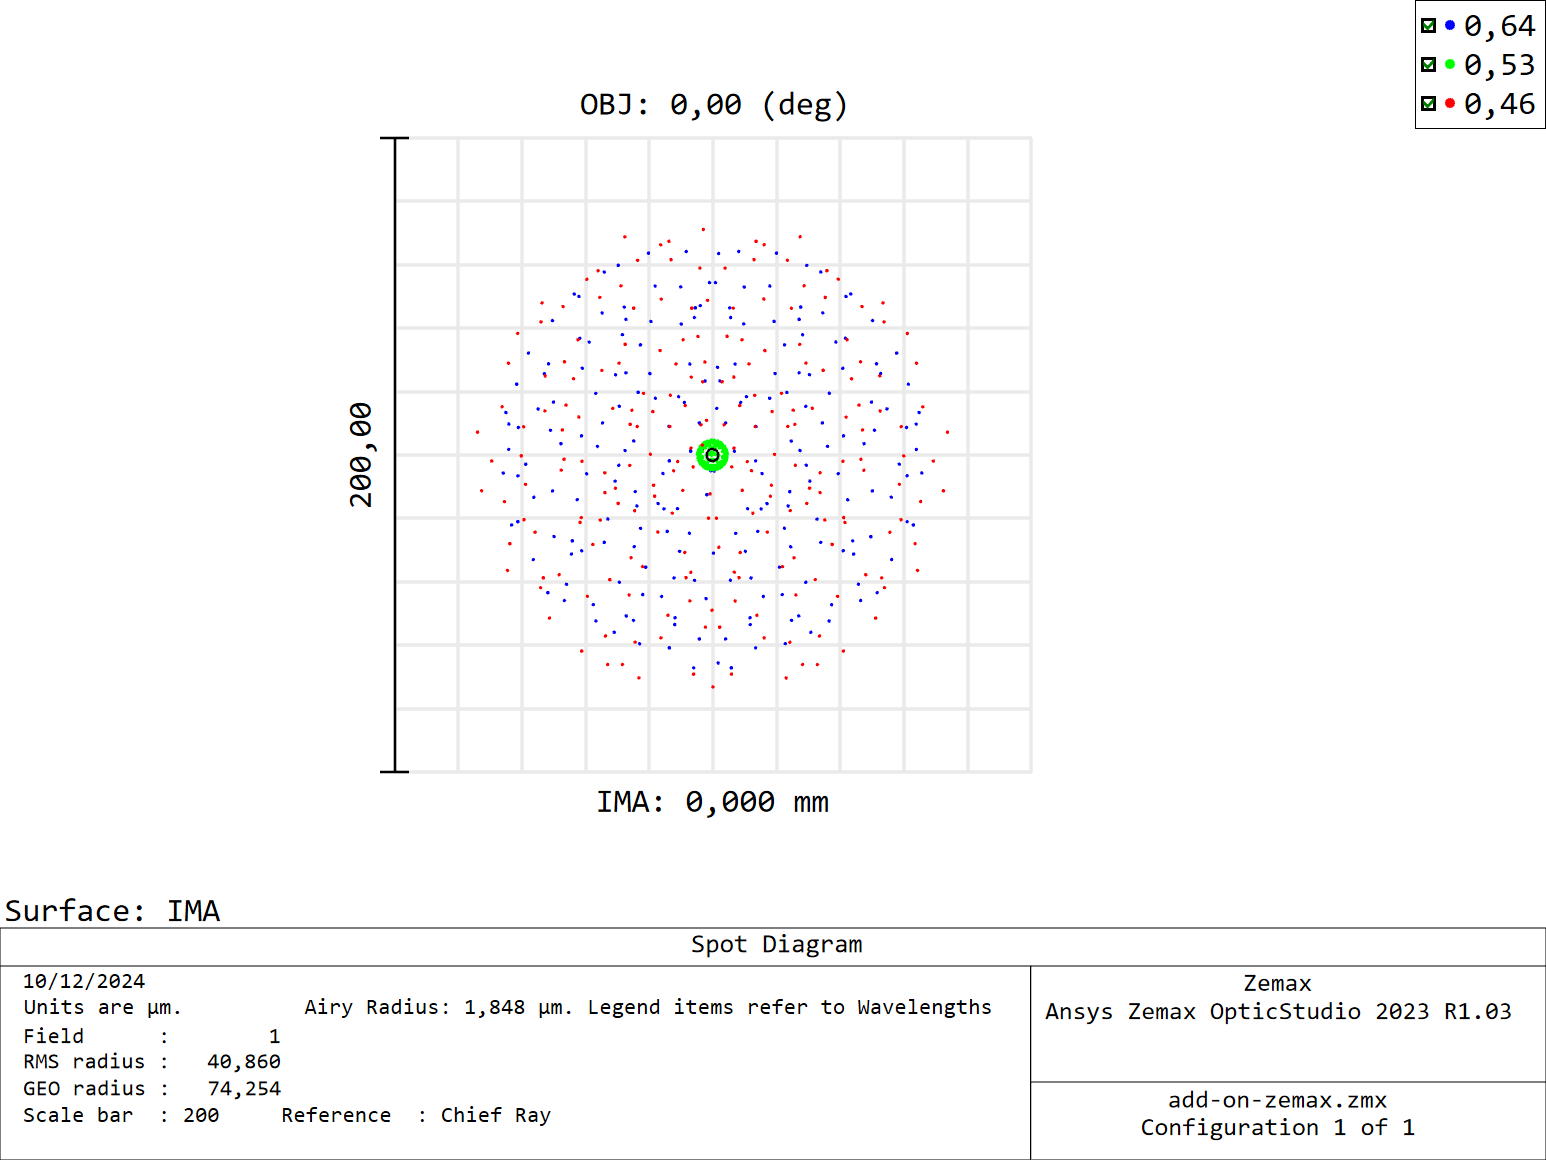 0,64
0,53
0,46
OBJ: 0,00 (deg)
200,00
IMA: 0,000 mm
Surface: IMA
Spot Diagram
10/12/2024
Units are µm. Airy Radius: 1,848 µm. Legend items refer to Wavelengths
Field : 1
RMS radius : 40,860
GEO radius : 74,254
Scale bar : 200 Reference : Chief Ray
Zemax
Ansys Zemax OpticStudio 2023 R1.03
add-on-zemax.zmx
Configuration 1 of 1